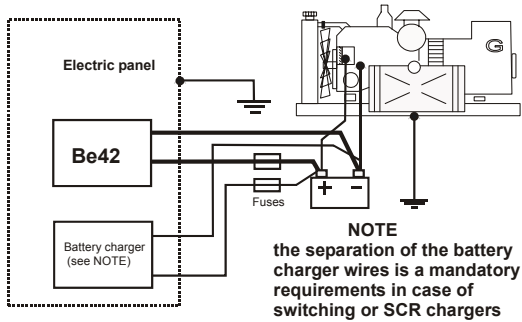 Electric panel
G
Be42
+ −
Fuses
Battery charger
(see NOTE)
NOTE
the separation of the battery
charger wires is a mandatory
requirements in case of
switching or SCR chargers